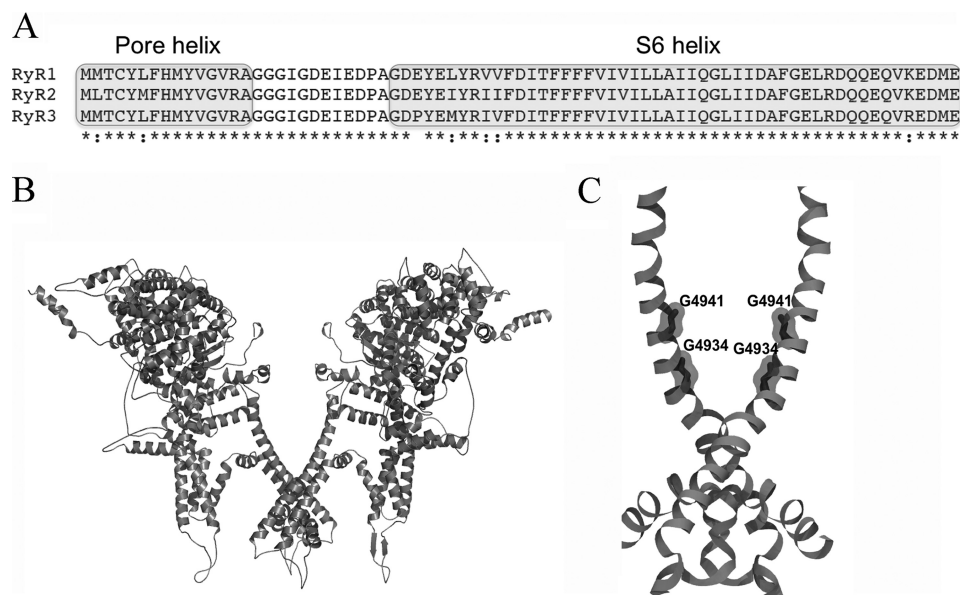 A
Pore helix S6 helix
RyR1 MMTCYLFHMYVGVRAGGGIGDEIEDPAGDEYELYRVVFDITFFFFVIVILLAIIQGLIIDAFGELRDQQEQVKEDME
RyR2 MLTCYMFHMYVGVRAGGGIGDEIEDPAGDEYEIYRIIFDITFFFFVIVILLAIIQGLIIDAFGELRDQQEQVKEDME
RyR3 MMTCYLFHMYVGVRAGGGIGDEIEDPAGDPYEMYRIVFDITFFFFVIVILLAIIQGLIIDAFGELRDQQEQVREDME
*:***:*********************** **:**::*************************************:****
B C
G4941 G4941
G4934 G4934